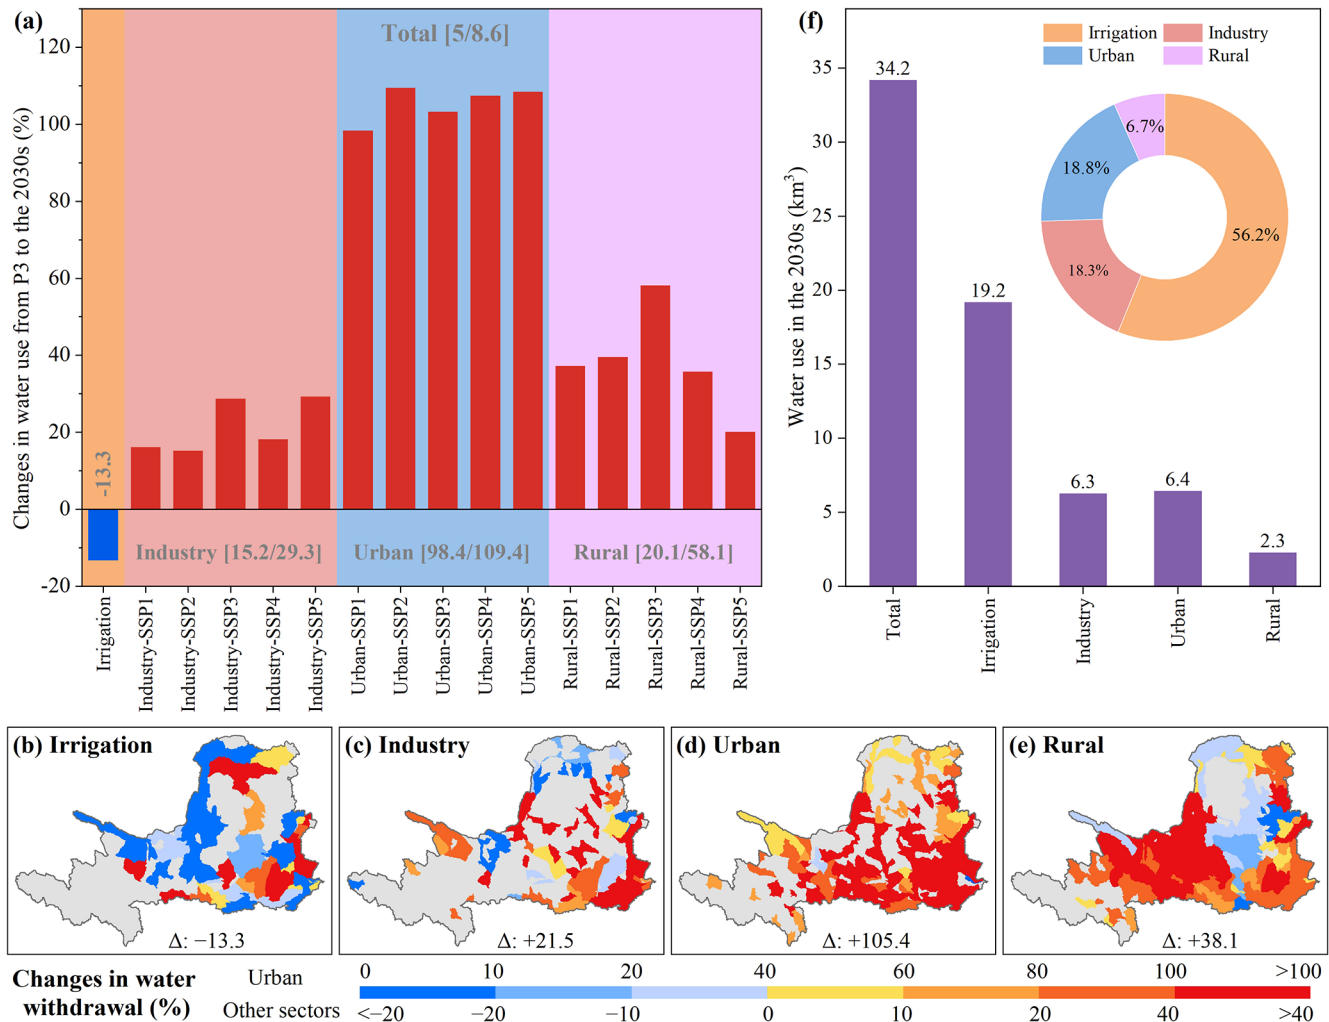 (a)
Total [5/8.6]
Changes in water use from P3 to the 2030s (%)
120
100
80
60
40
20
0
-20
-13.3
Industry [15.2/29.3]
Urban [98.4/109.4]
Rural [20.1/58.1]
Irrigation
Industry-SSP1
Industry-SSP2
Industry-SSP3
Industry-SSP4
Industry-SSP5
Urban-SSP1
Urban-SSP2
Urban-SSP3
Urban-SSP4
Urban-SSP5
Rural-SSP1
Rural-SSP2
Rural-SSP3
Rural-SSP4
Rural-SSP5
(f)
Water use in the 2030s (km³)
35
30
25
20
15
10
5
0
Irrigation
Industry
Urban
Rural
34.2
19.2
6.3
6.4
2.3
6.7%
18.8%
56.2%
18.3%
Total
Irrigation
Industry
Urban
Rural
(b) Irrigation
Δ: −13.3
(c) Industry
Δ: +21.5
(d) Urban
Δ: +105.4
(e) Rural
Δ: +38.1
Changes in water
withdrawal (%)
Urban
0 10 20 40 60 80 100 >100
Other sectors
<−20 −20 −10 0 10 20 40 >40